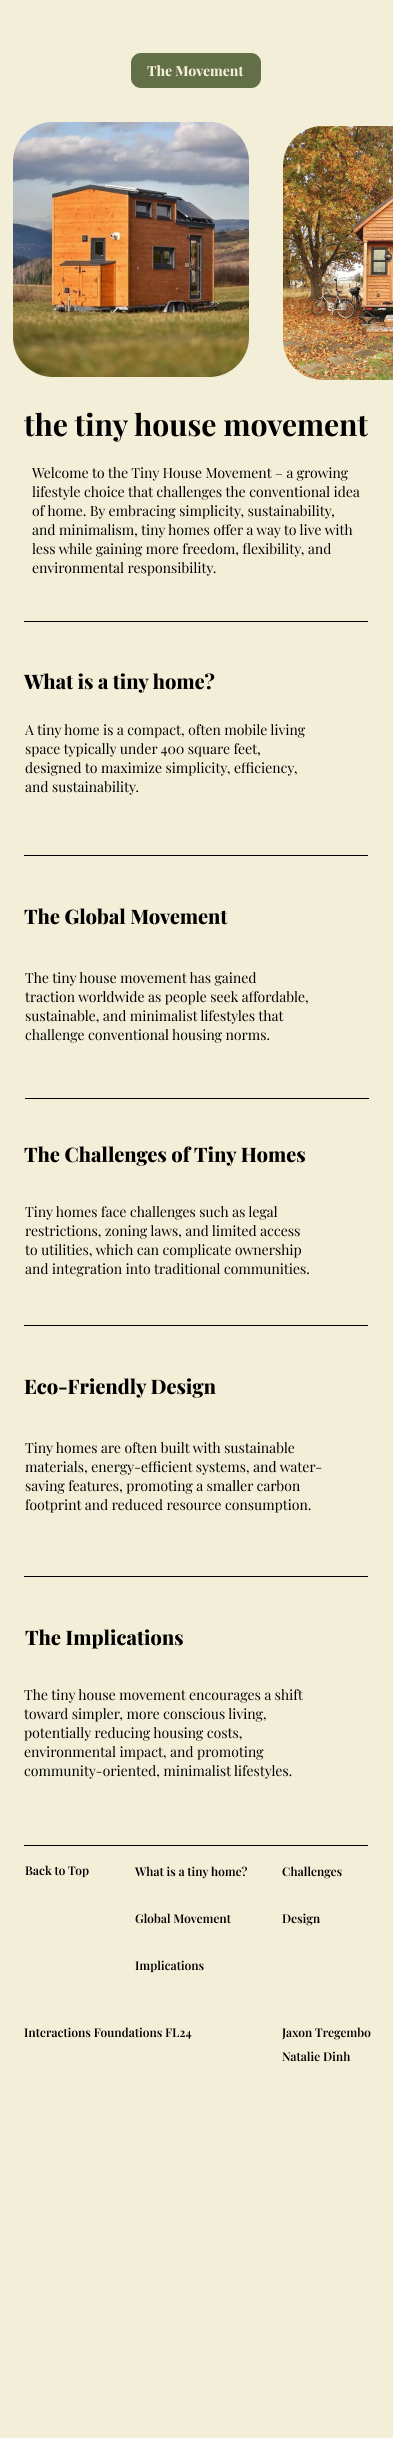 The Movement
the tiny house movement
Welcome to the Tiny House Movement – a growing
lifestyle choice that challenges the conventional idea
of home. By embracing simplicity, sustainability,
and minimalism, tiny homes offer a way to live with
less while gaining more freedom, flexibility, and
environmental responsibility.
What is a tiny home?
A tiny home is a compact, often mobile living
space typically under 400 square feet,
designed to maximize simplicity, efficiency,
and sustainability.
The Global Movement
The tiny house movement has gained
traction worldwide as people seek affordable,
sustainable, and minimalist lifestyles that
challenge conventional housing norms.
The Challenges of Tiny Homes
Tiny homes face challenges such as legal
restrictions, zoning laws, and limited access
to utilities, which can complicate ownership
and integration into traditional communities.
Eco-Friendly Design
Tiny homes are often built with sustainable
materials, energy-efficient systems, and water-
saving features, promoting a smaller carbon
footprint and reduced resource consumption.
The Implications
The tiny house movement encourages a shift
toward simpler, more conscious living,
potentially reducing housing costs,
environmental impact, and promoting
community-oriented, minimalist lifestyles.
Back to Top
What is a tiny home?
Challenges
Global Movement
Design
Implications
Interactions Foundations FL24
Jaxon Tregembo
Natalie Dinh